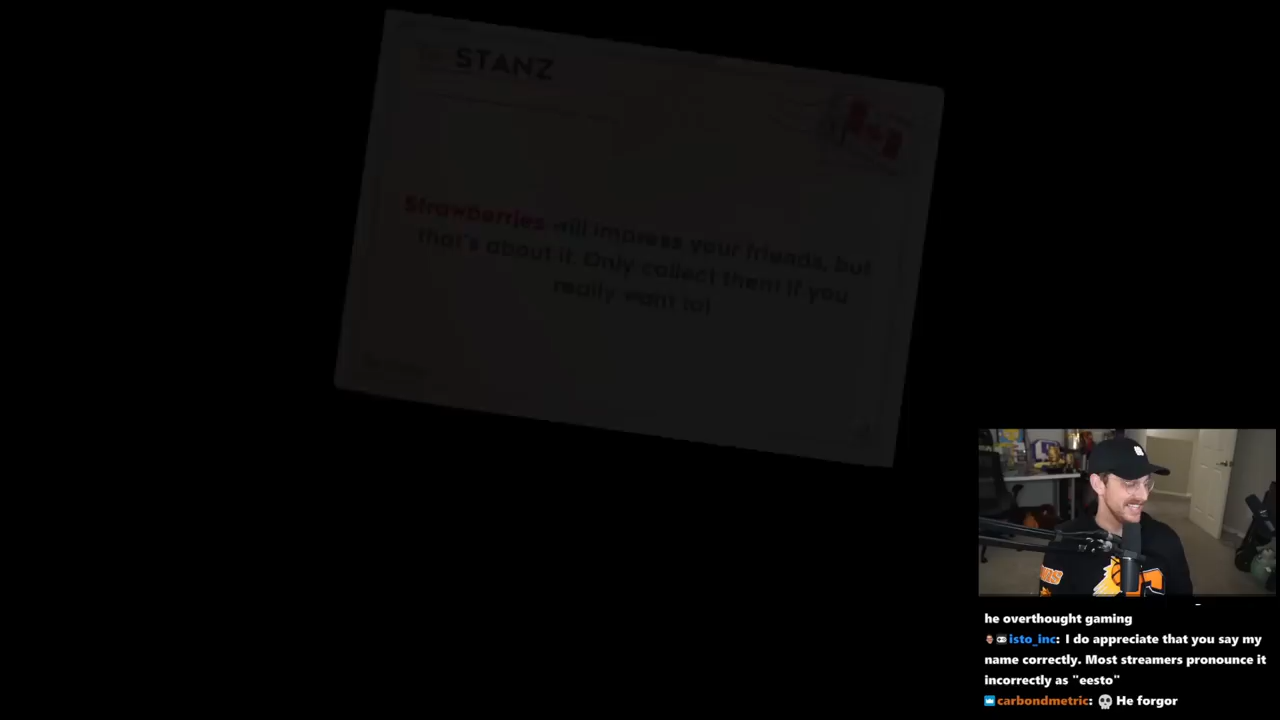 STANZ
Strawberries will impress your friends, but
that's about it. Only collect them if you
really want to!
he overthought gaming
isto_inc: I do appreciate that you say my
name correctly. Most streamers pronounce it
incorrectly as "eesto"
carbondmetric: 💀 He forgor